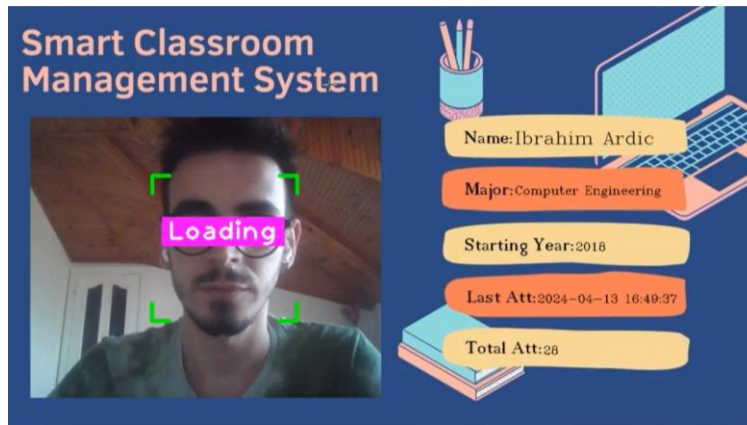 Smart Classroom
Management System
Loading
Name:Ibrahim Ardic
Major:Computer Engineering
Starting Year:2018
Last Att:2024-04-13 16:49:37
Total Att:28